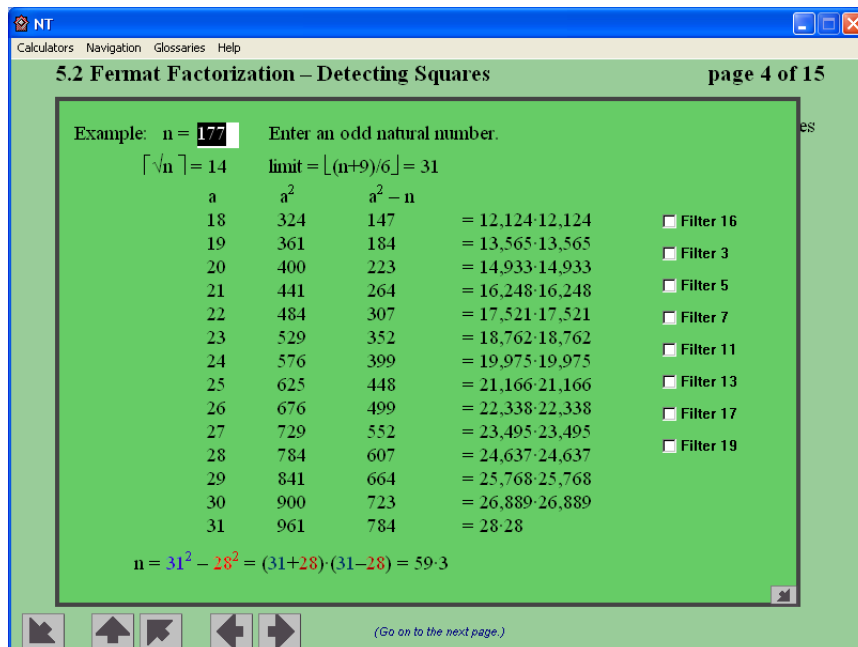 NT
Calculators Navigation Glossaries Help
5.2 Fermat Factorization – Detecting Squares page 4 of 15
es
Example: n = 177 Enter an odd natural number.
⌈√n ⌉ = 14 limit = ⌊(n+9)/6⌋ = 31
a a² a² – n
18 324 147 = 12,124·12,124 Filter 16
19 361 184 = 13,565·13,565
20 400 223 = 14,933·14,933 Filter 3
21 441 264 = 16,248·16,248 Filter 5
22 484 307 = 17,521·17,521 Filter 7
23 529 352 = 18,762·18,762
24 576 399 = 19,975·19,975 Filter 11
25 625 448 = 21,166·21,166 Filter 13
26 676 499 = 22,338·22,338 Filter 17
27 729 552 = 23,495·23,495
28 784 607 = 24,637·24,637 Filter 19
29 841 664 = 25,768·25,768
30 900 723 = 26,889·26,889
31 961 784 = 28·28
n = 31² – 28² = (31+28)·(31–28) = 59·3
(Go on to the next page.)